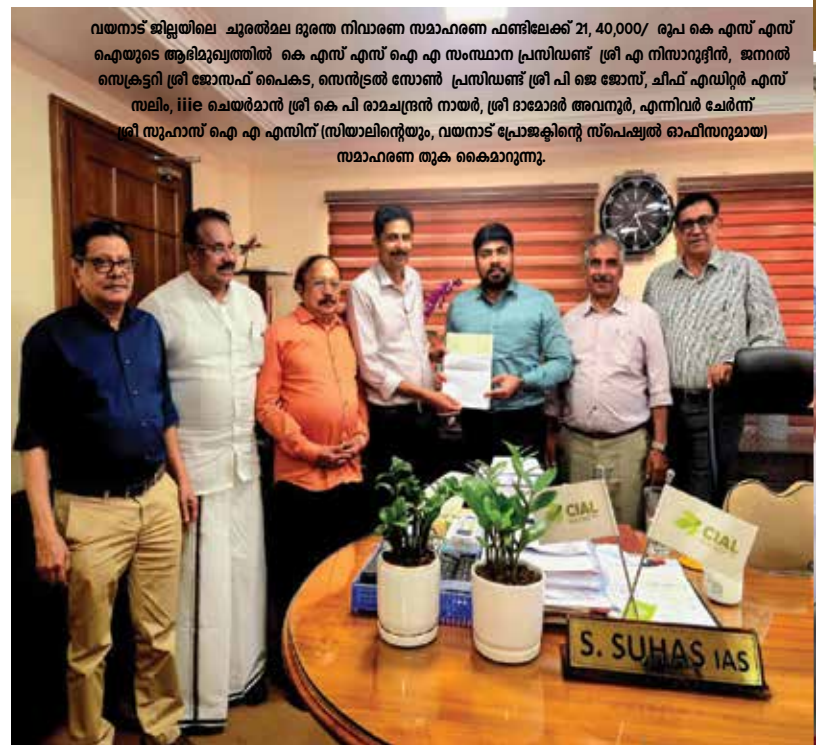 വയനാട് ജില്ലയിലെ ചൂരൽമല ദുരന്ത നിവാരണ സമാഹരണ ഫണ്ടിലേക്ക് 21, 40,000/ രൂപ കെ എസ് എസ്
ഐയുടെ ആഭിമുഖ്യത്തിൽ കെ എസ് എസ് ഐ എ സംസ്ഥാന പ്രസിഡണ്ട് ശ്രീ എ നിസാറുദ്ദീൻ, ജനറൽ
സെക്രട്ടറി ശ്രീ ജോസഫ് പൈകട, സെൻട്രൽ സോൺ പ്രസിഡണ്ട് ശ്രീ പി ജെ ജോസ്, ചീഫ് എഡിറ്റർ എസ്
സലിം, iiie ചെയർമാൻ ശ്രീ കെ പി രാമചന്ദ്രൻ നായർ, ശ്രീ ദാമോദർ അവനൂർ, എന്നിവർ ചേർന്ന്
ശ്രീ സുഹാസ് ഐ എ എസിന് (സിയാലിന്റെയും, വയനാട് പ്രോജക്ടിന്റെ സ്പെഷ്യൽ ഓഫീസറുമായ)
സമാഹരണ തുക കൈമാറുന്നു.
CIAL
CIAL
S. SUHAS IAS